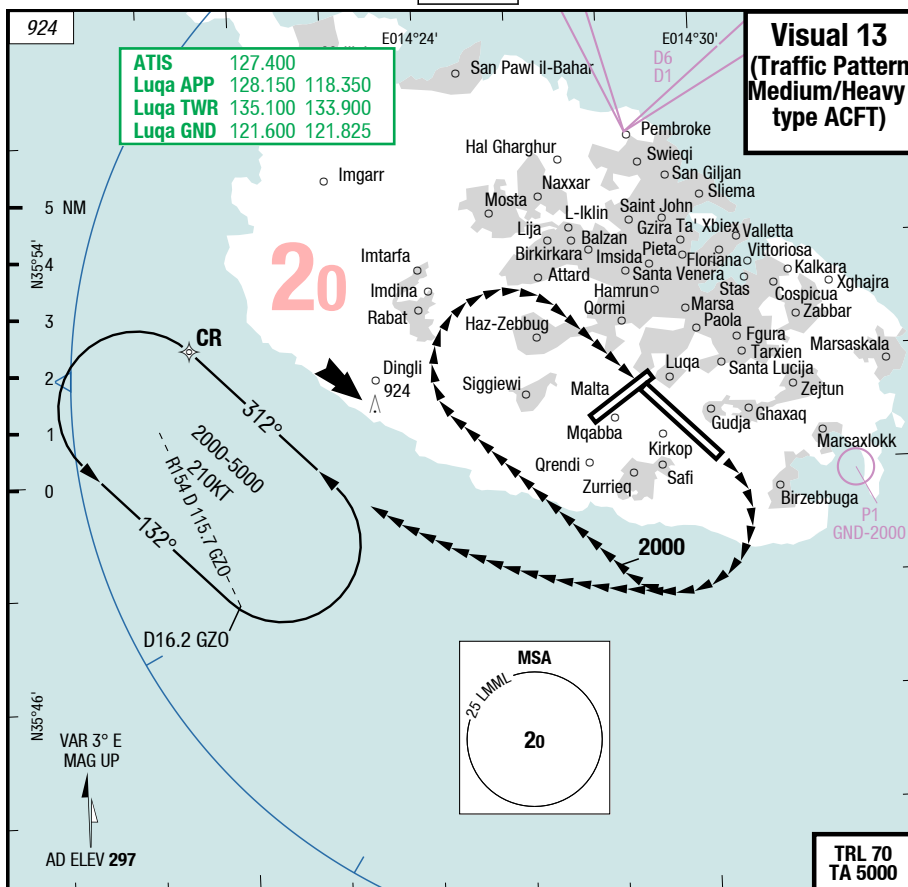 924
E014°24'
E014°30'
Visual 13
(Traffic Pattern
Medium/Heavy
type ACFT)
ATIS 127.400
Luqa APP 128.150 118.350
Luqa TWR 135.100 133.900
Luqa GND 121.600 121.825
D6
D1
San Pawl il-Bahar
Pembroke
Hal Gharghur
Swieqi
Imgarr
San Giljan
Naxxar
Sliema
5 NM
Mosta
Saint John
L-Iklin
Gzira
Ta' Xbiex
Valletta
Lija
Balzan
Pieta
Vittoriosa
Birkirkara
Imsida
Floriana
N35°54'
Imtarfa
20
Attard
Santa Venera
Stas
Kalkara
Xghajra
Imdina
Hamrun
Marsa
Cospicua
Rabat
Qormi
Paola
Zabbar
3
Haz-Zebbug
Fgura
Marsaskala
CR
Tarxien
2
Dingli
924
Luqa
Santa Lucija
Siggiewi
Malta
Zejtun
312°
Mqabba
Gudja
Ghaxaq
1
2000-5000
210KT
R154 D 115.7 GZO
Kirkop
Marsaxlokk
Qrendi
Safi
0
Zurrieq
Birzebbuga
132°
P1
GND-2000
2000
D16.2 GZO
MSA
25 LMML
20
N35°46'
VAR 3° E
MAG UP
AD ELEV 297
TRL 70
TA 5000